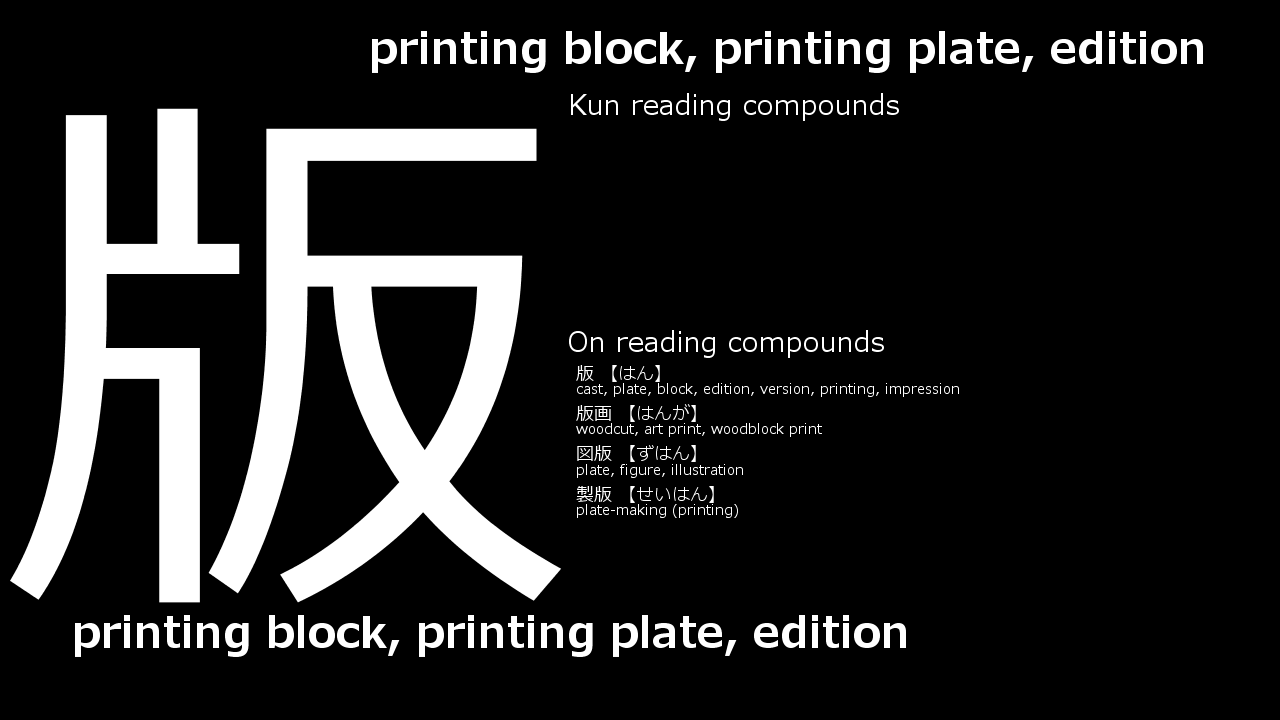 printing block, printing plate, edition
版
Kun reading compounds
On reading compounds
版 【はん】
cast, plate, block, edition, version, printing, impression
版画 【はんが】
woodcut, art print, woodblock print
図版 【ずはん】
plate, figure, illustration
製版 【せいはん】
plate-making (printing)
printing block, printing plate, edition